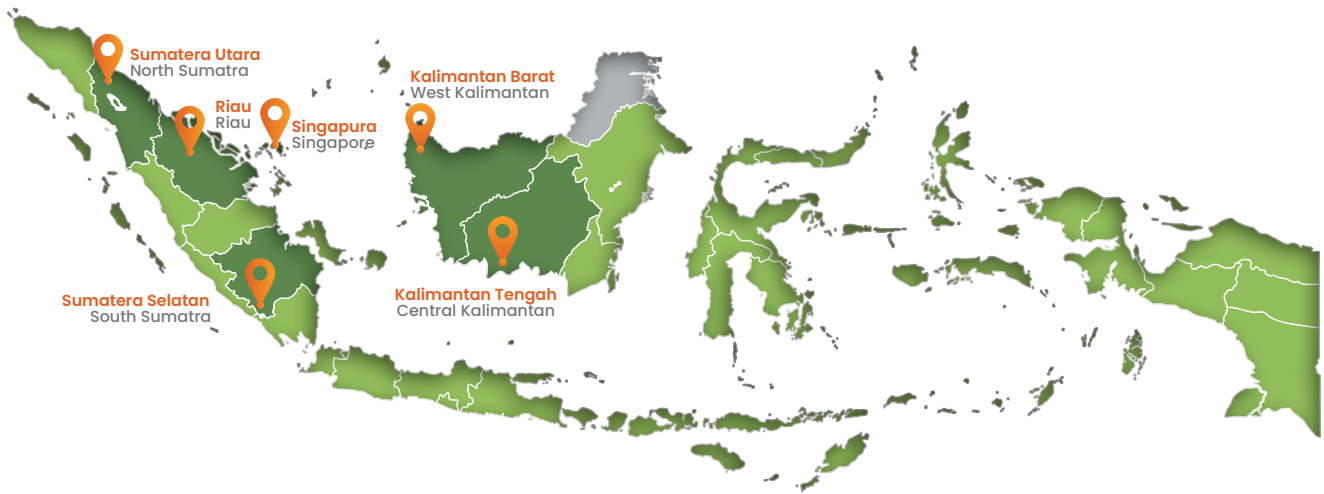 Sumatera Utara
North Sumatra
Riau
Riau
Singapura
Singapore
Kalimantan Barat
West Kalimantan
Sumatera Selatan
South Sumatra
Kalimantan Tengah
Central Kalimantan